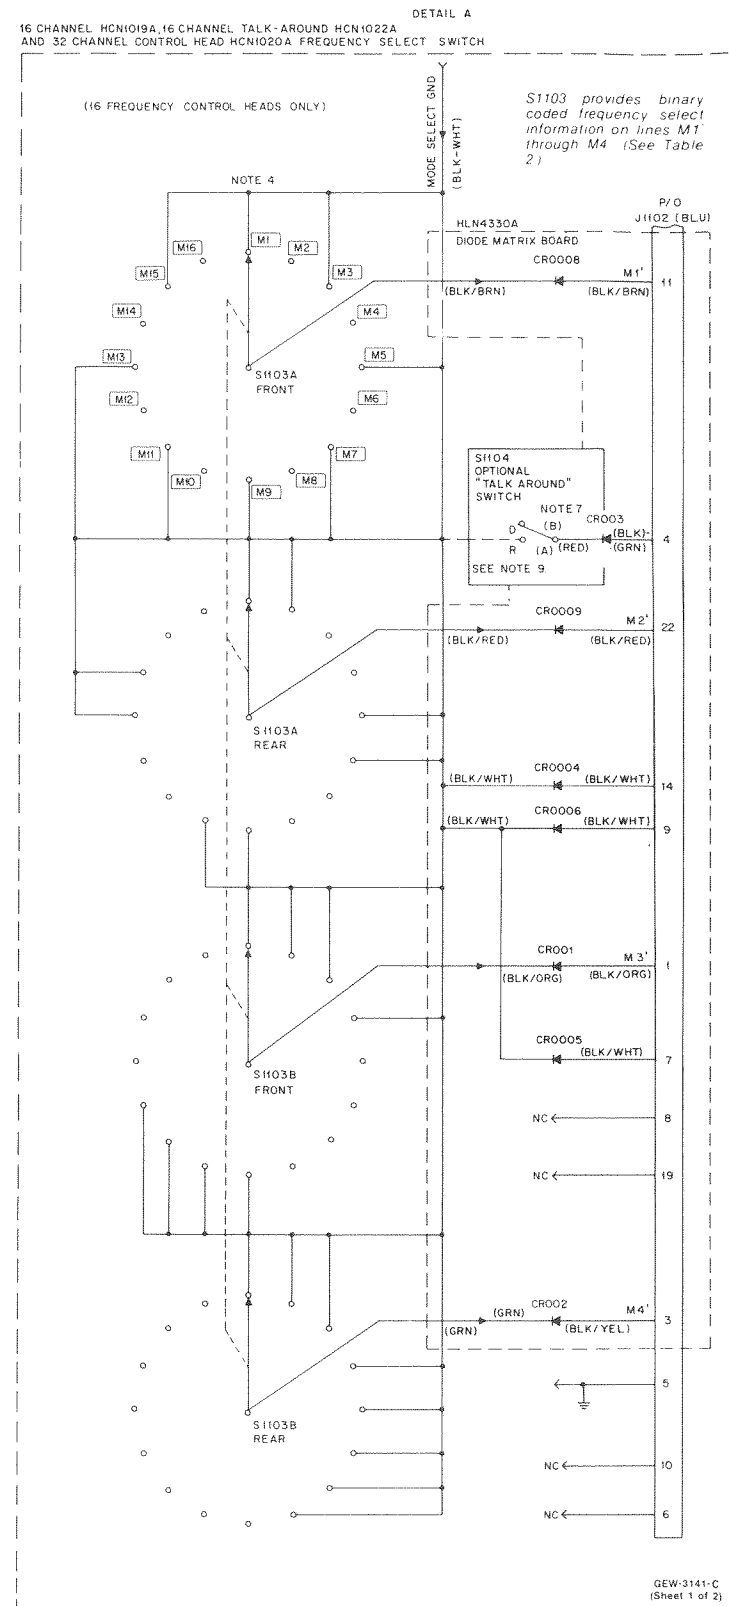 DETAIL A
16 CHANNEL HCN1019A,16 CHANNEL TALK-AROUND HCN1022A
AND 32 CHANNEL CONTROL HEAD HCN1020A FREQUENCY SELECT SWITCH
(16 FREQUENCY CONTROL HEADS ONLY)
MODE SELECT GND
(BLK-WHT)
S1103 provides binary
coded frequency select
information on lines M1'
through M4 (See Table
2)
NOTE 4
P/O
J1102 (BLU)
HLN4330A
DIODE MATRIX BOARD
M16
M1
M2
M15
M3
CR0008
M1'
(BLK/BRN)
(BLK/BRN)
11
M14
M4
M13
M5
S1103A
FRONT
M12
M6
M11
M10
M9
M8
M7
S1104
OPTIONAL
"TALK AROUND"
SWITCH
NOTE 7
CR003
D
(B)
(BLK)-
R
(A)
(RED)
(GRN)
4
SEE NOTE 9.
CR0009
M2'
(BLK/RED)
(BLK/RED)
22
S1103A
REAR
CR0004
(BLK/WHT)
(BLK/WHT)
14
CR0006
(BLK/WHT)
(BLK/WHT)
9
CR001
M3'
(BLK/ORG)
(BLK/ORG)
1
CR0005
(BLK/WHT)
7
S1103B
FRONT
NC
8
NC
19
CR002
M4'
(GRN)
(GRN)
(BLK/YEL)
3
5
S1103B
REAR
NC
10
NC
6
GEW-3141-C
(Sheet 1 of 2)